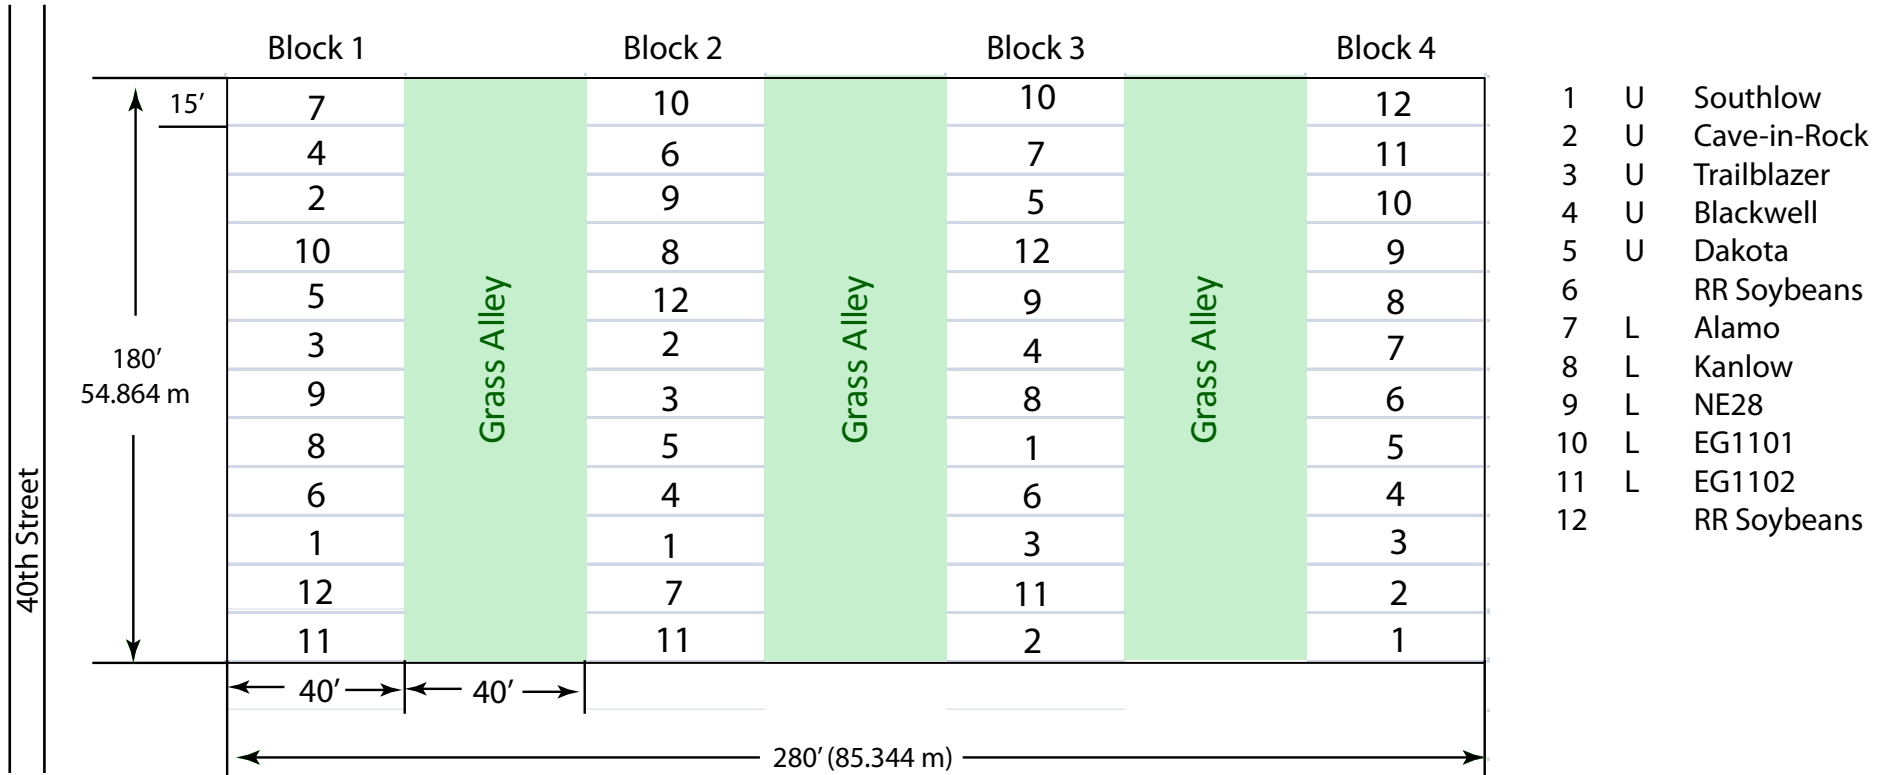 Block 1 Block 2 Block 3 Block 4
15’ 7 10 10 12
4 6 7 11
2 9 5 10
10 8 12 9
5 12 9 8
3 2 4 7
9 3 8 6
8 5 1 5
6 4 6 4
1 1 3 3
12 7 11 2
11 11 2 1
Grass Alley
Grass Alley
Grass Alley
180’
54.864 m
40th Street
40’ 40’
280’ (85.344 m)
1 U Southlow
2 U Cave-in-Rock
3 U Trailblazer
4 U Blackwell
5 U Dakota
6 RR Soybeans
7 L Alamo
8 L Kanlow
9 L NE28
10 L EG1101
11 L EG1102
12 RR Soybeans